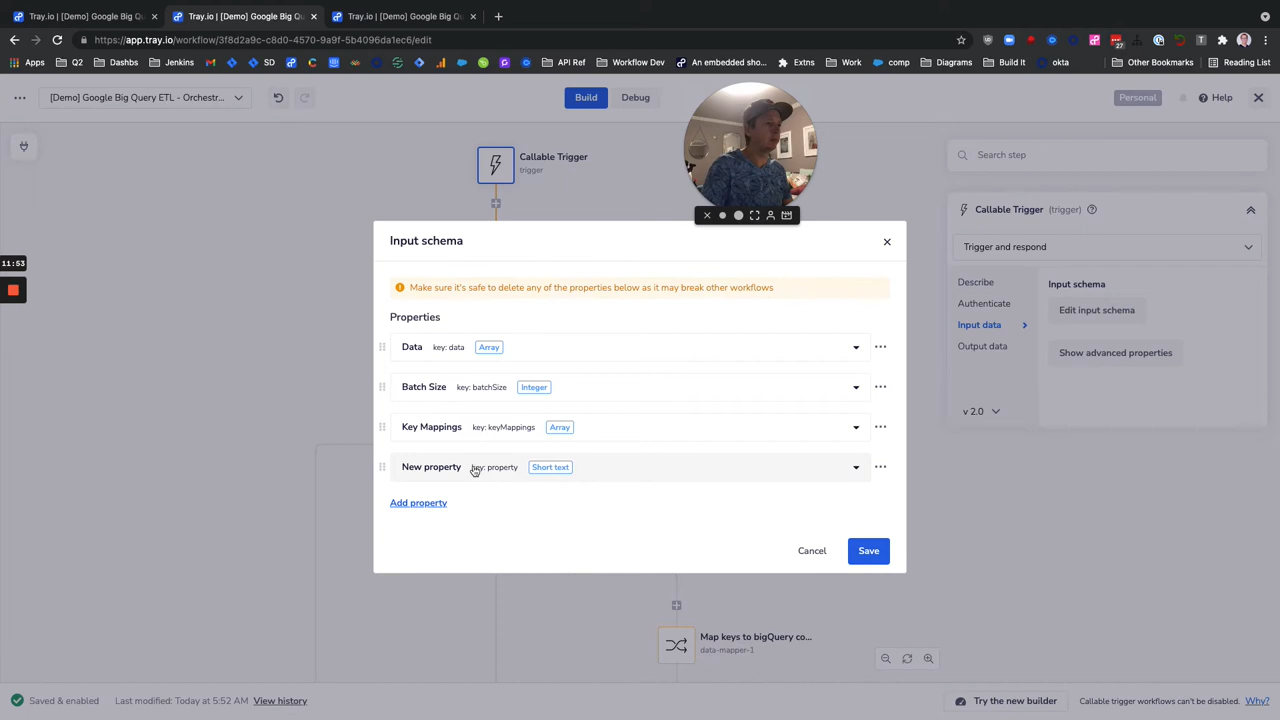 Tray.io | [Demo] Google Big Qu
Tray.io | [Demo] Google Big Qu
Tray.io | [Demo] Google Big Qu
https://app.tray.io/workflow/3f8d2a9c-c8d0-4570-9a9f-5b4096da1ec6/edit
27
Apps
Q2
Dashbs
Jenkins
API Ref
Workflow Dev
An embedded sho...
Extns
Work
comp
Diagrams
Build It
okta
Other Bookmarks
Reading List
[Demo] Google Big Query ETL - Orchestr...
Build
Debug
Personal
Help
Callable Trigger
trigger
Search step
Callable Trigger (trigger)
Trigger and respond
Describe
Authenticate
Input data
Output data
Input schema
Edit input schema
Show advanced properties
v 2.0
11:53
Input schema
Make sure it's safe to delete any of the properties below as it may break other workflows
Properties
Data key: data Array
Batch Size key: batchSize Integer
Key Mappings key: keyMappings Array
New property key: property Short text
Add property
Cancel
Save
Map keys to bigQuery co...
data-mapper-1
Saved & enabled
Last modified: Today at 5:52 AM
View history
Try the new builder
Callable trigger workflows can't be disabled. Why?